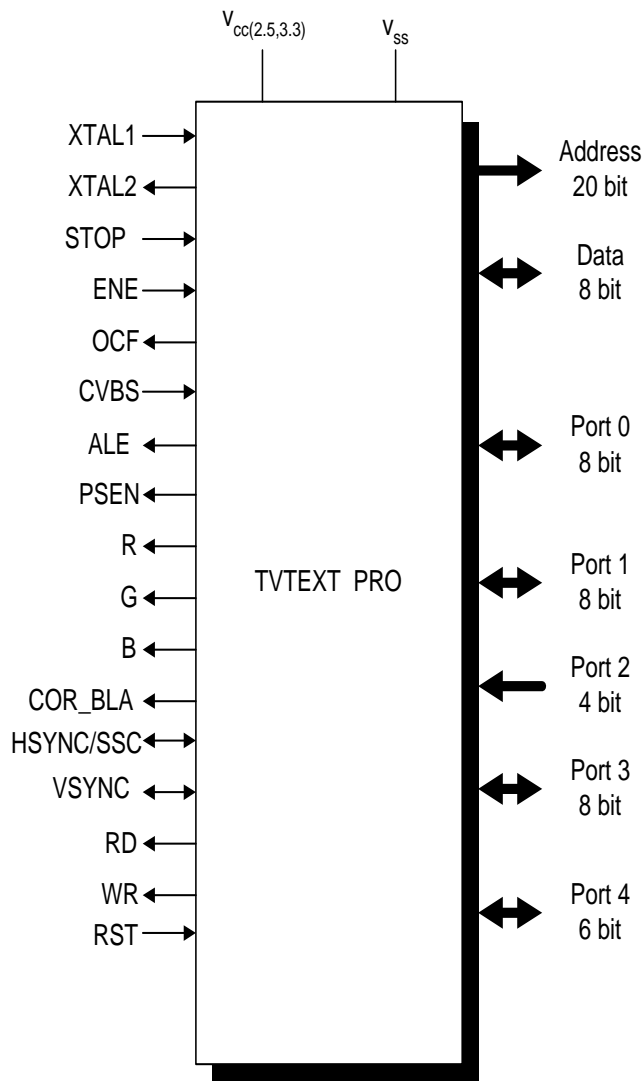 Vcc(2.5,3.3)
Vss
XTAL1
XTAL2
STOP
ENE
OCF
CVBS
ALE
PSEN
R
G
B
COR_BLA
HSYNC/SSC
VSYNC
RD
WR
RST
TVTEXT PRO
Address
20 bit
Data
8 bit
Port 0
8 bit
Port 1
8 bit
Port 2
4 bit
Port 3
8 bit
Port 4
6 bit